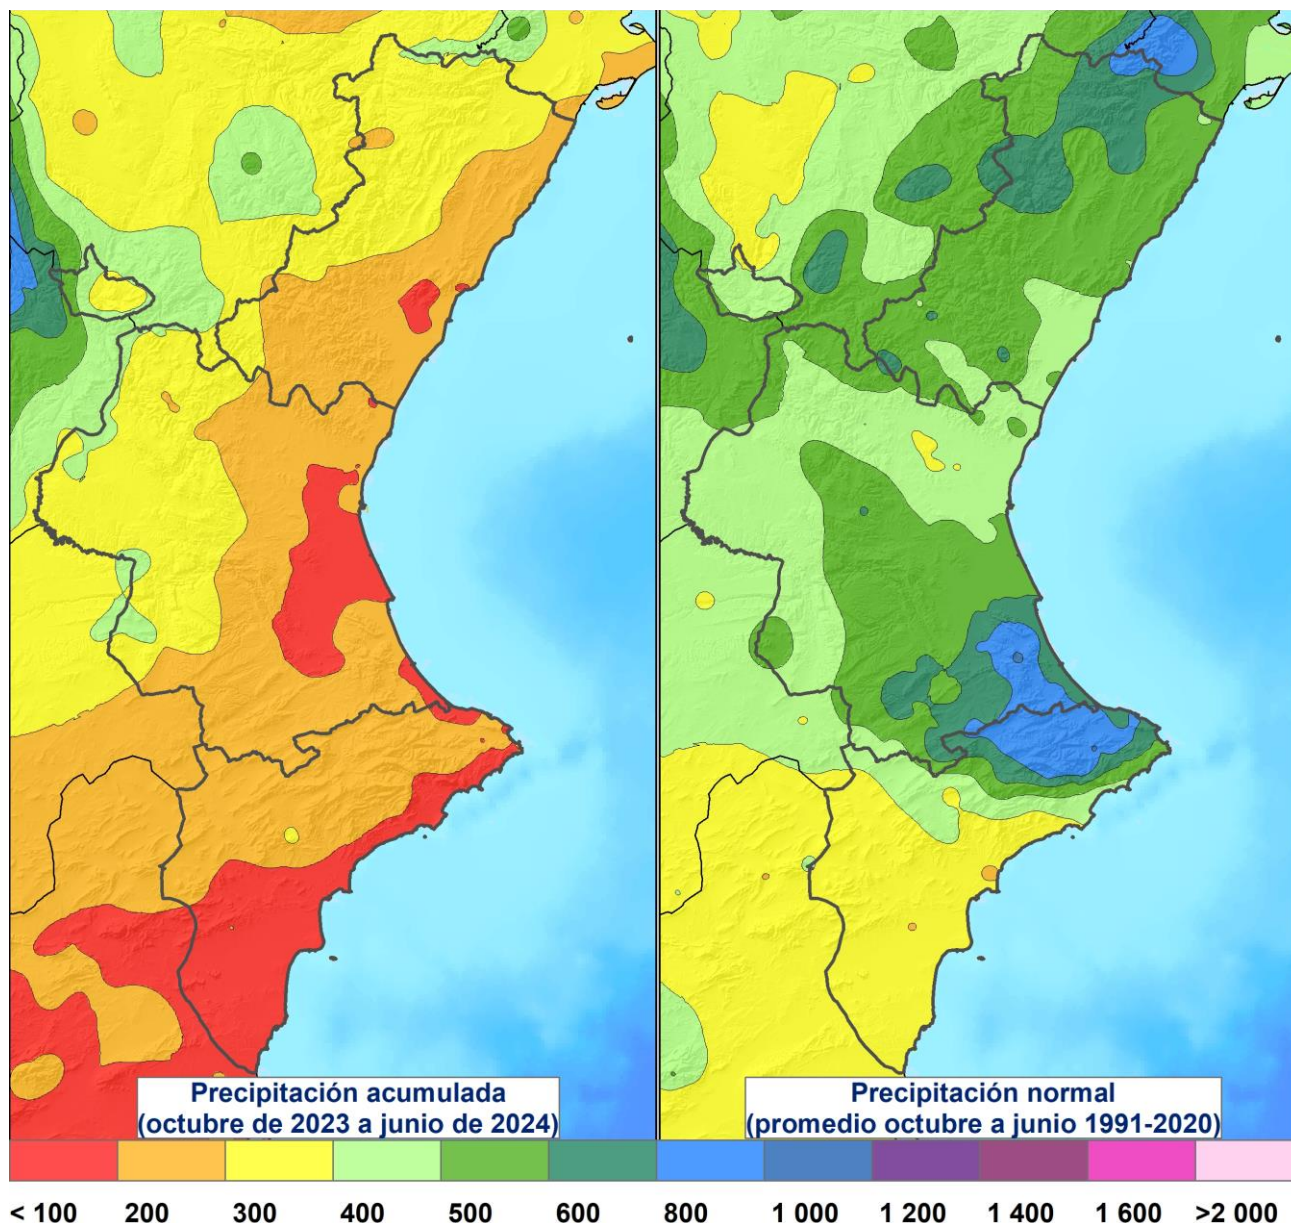 Precipitación acumulada
(octubre de 2023 a junio de 2024)
Precipitación normal
(promedio octubre a junio 1991-2020)
< 100 200 300 400 500 600 800 1 000 1 200 1 400 1 600 >2 000